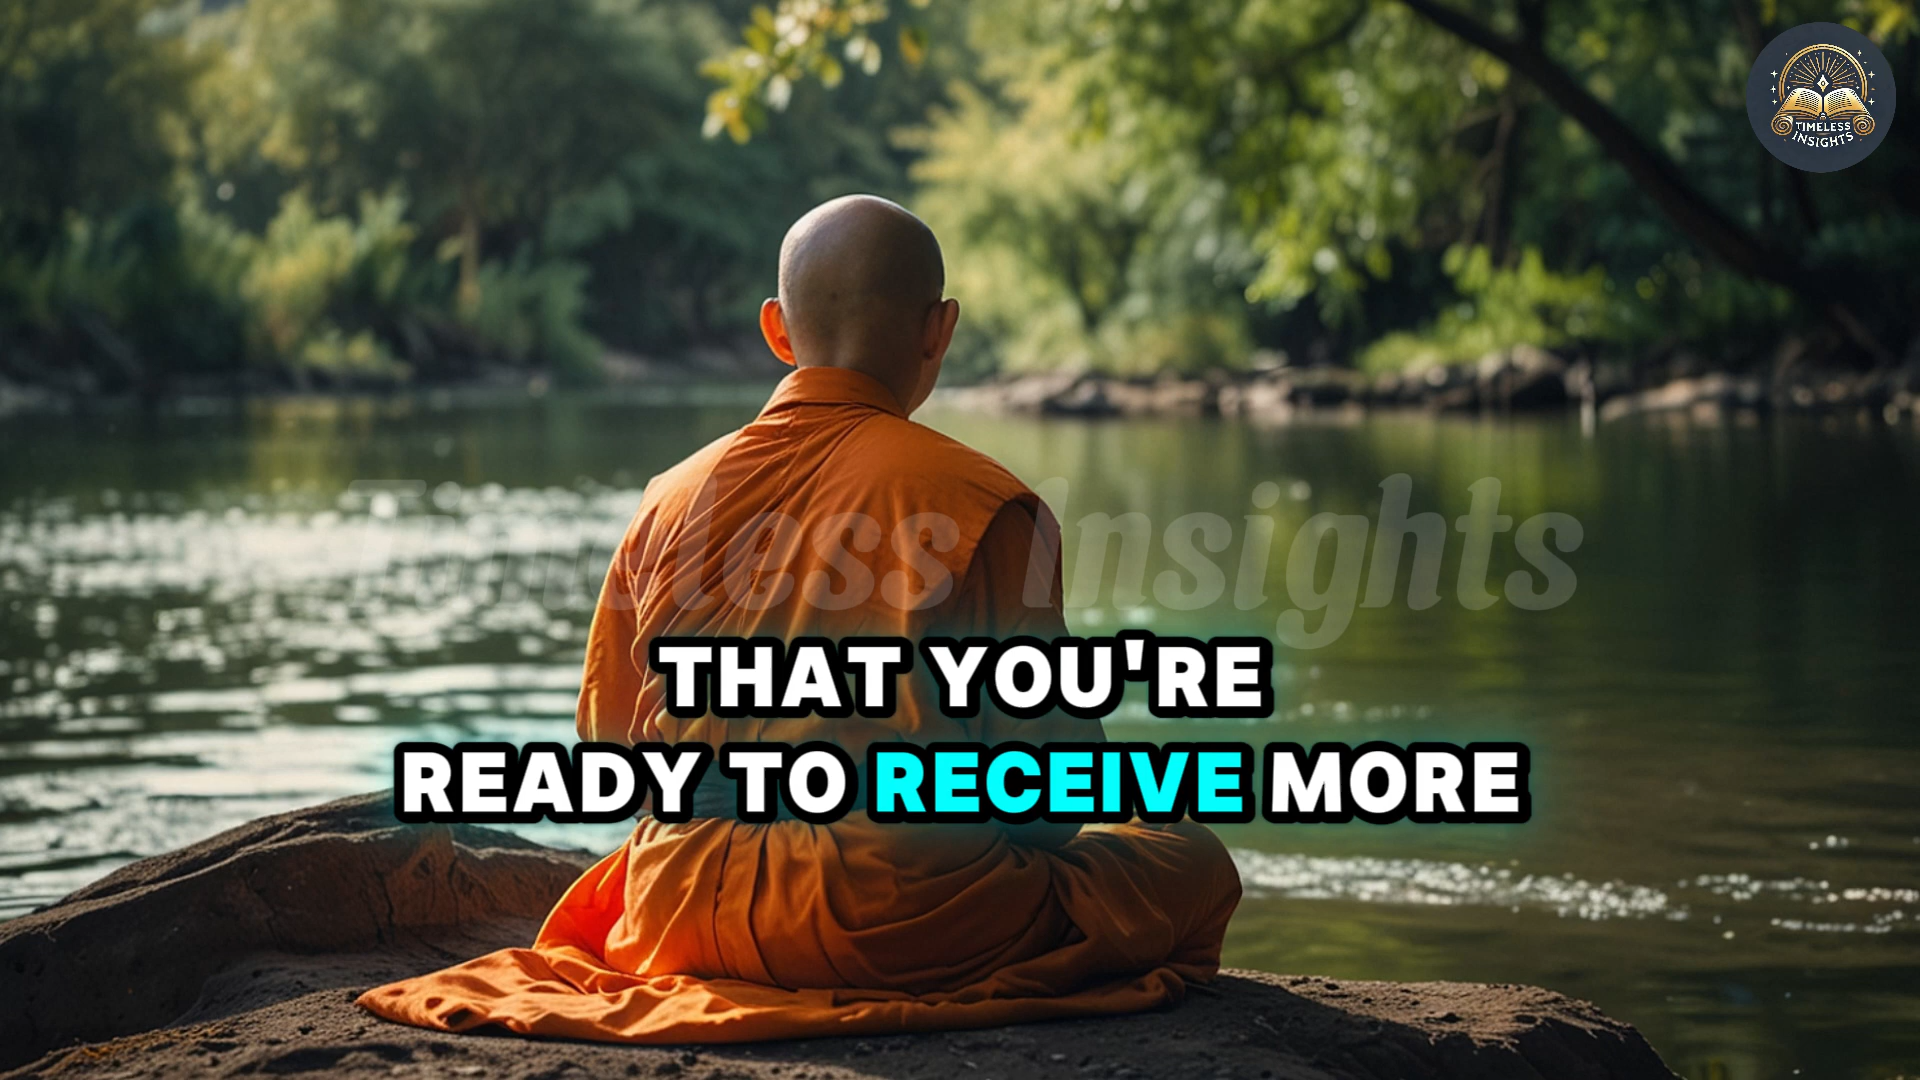 TIMELESS
INSIGHTS
Timeless Insights
THAT YOU'RE
READY TO RECEIVE MORE